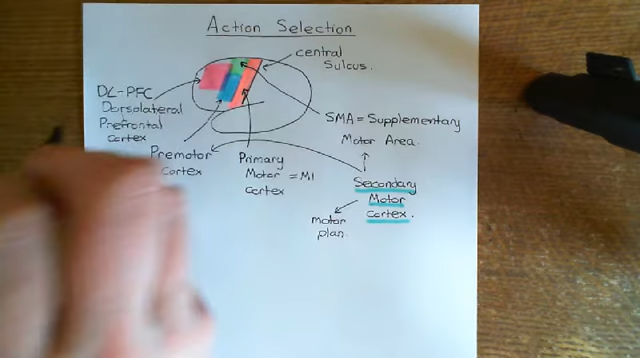 Action Selection
central
Sulcus.
DL-PFC
Dorsolateral
Prefrontal
cortex
SMA = Supplementary
Motor Area.
Premotor
cortex
Primary
Motor = M1
cortex
Secondary
Motor
cortex.
motor
plan.